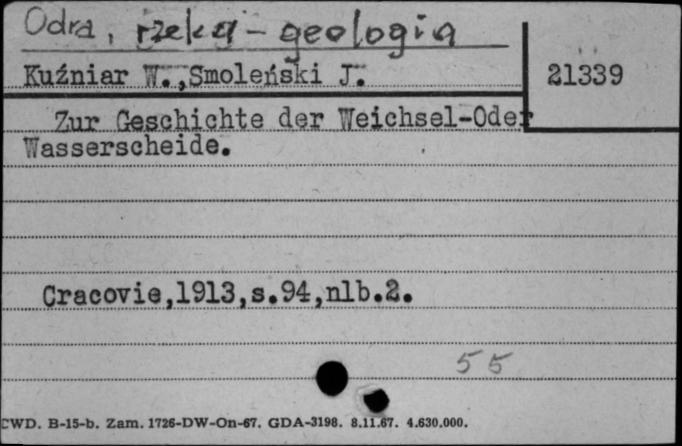 Odra, rzeka - geologia
Kuźniar W.,Smoleński J.
21339
Zur Geschichte der Weichsel-Oder
Wasserscheide.
Cracovie,1913,s.94,nlb.2.
55
CWD. B-15-b. Zam. 1726-DW-On-67. GDA-3198. 8.11.67. 4.630.000.